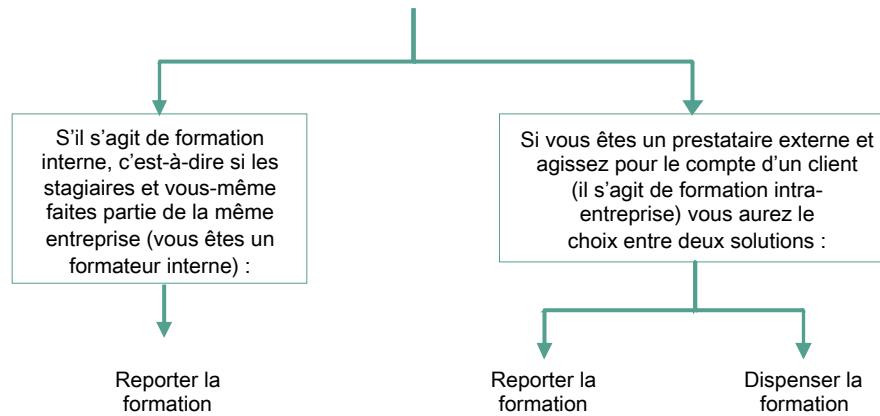 S'il s'agit de formation
interne, c'est-à-dire si les
stagiaires et vous-même
faites partie de la même
entreprise (vous êtes un
formateur interne) :
Si vous êtes un prestataire externe et
agissez pour le compte d'un client
(il s'agit de formation intra-
entreprise) vous aurez le
choix entre deux solutions :
Reporter la
formation
Reporter la
formation
Dispenser la
formation